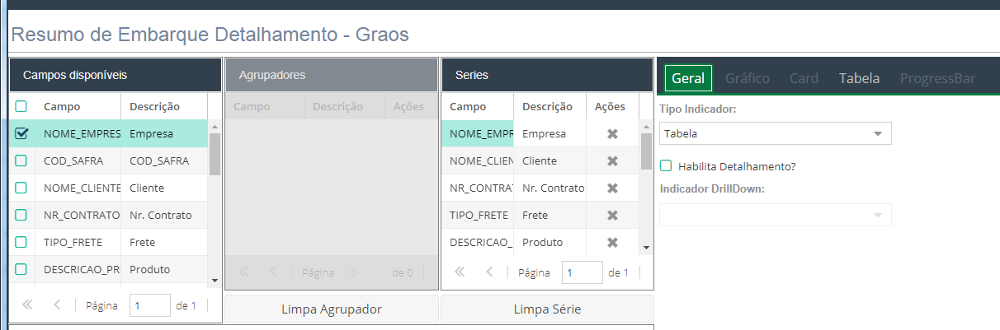 Resumo de Embarque Detalhamento - Graos
Campos disponíveis
Campo Descrição
NOME_EMPRES Empresa
COD_SAFRA COD_SAFRA
NOME_CLIENTE Cliente
NR_CONTRATO Nr. Contrato
TIPO_FRETE Frete
DESCRICAO_PR Produto
Página 1 de 1
Agrupadores
Campo Descrição Ações
Página 0 de 0
Limpa Agrupador
Series
Campo Descrição Ações
NOME_EMPR Empresa
NOME_CLIEN Cliente
NR_CONTRA Nr. Contrato
TIPO_FRETE Frete
DESCRICAO_ Produto
Página 1 de 1
Limpa Série
Geral Gráfico Card Tabela ProgressBar
Tipo Indicador:
Tabela
Habilita Detalhamento?
Indicador DrillDown: